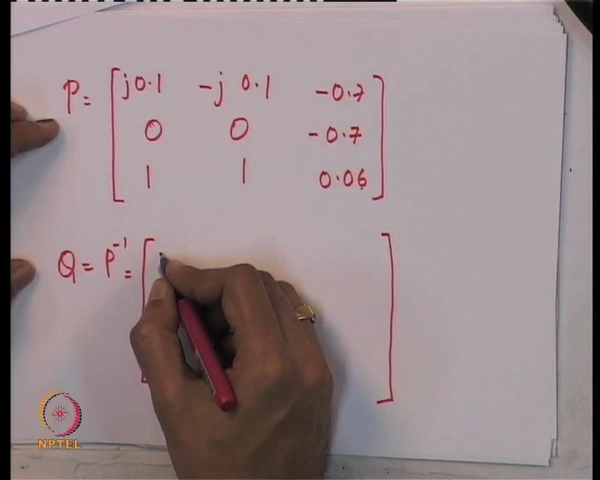 P = [ j0.1 -j 0.1 -0.7
0 0 -0.7
1 1 0.06 ]
Q = P⁻¹ = [ ]
NPTEL